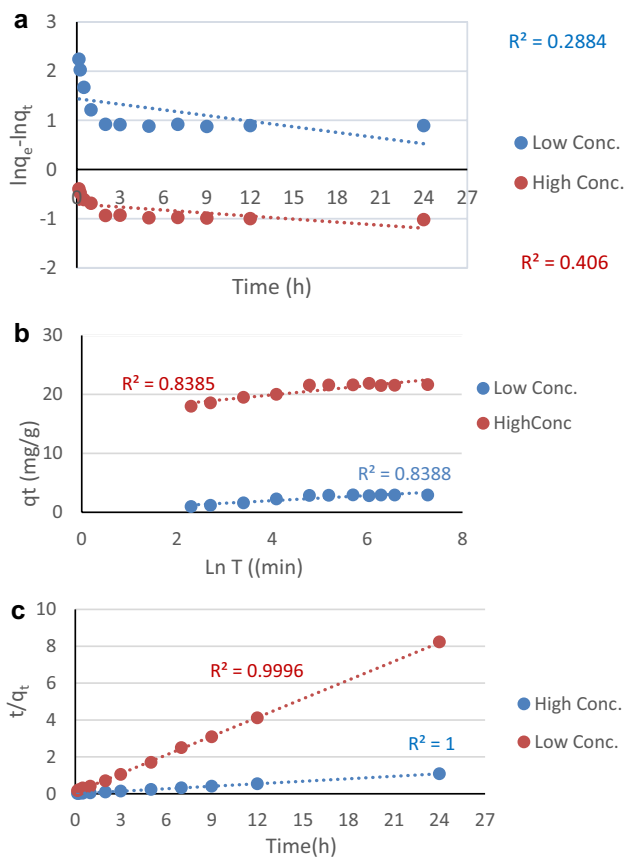 a
3
2
1
0
-1
-2
lnqe-lnqt
0 3 6 9 12 15 18 21 24 27
Time (h)
R² = 0.2884
Low Conc.
High Conc.
R² = 0.406
b
30
20
10
0
qt (mg/g)
R² = 0.8385
R² = 0.8388
0 2 4 6 8
Ln T ((min)
Low Conc.
HighConc
c
10
8
6
4
2
0
t/qt
R² = 0.9996
R² = 1
0 3 6 9 12 15 18 21 24 27
Time(h)
High Conc.
Low Conc.